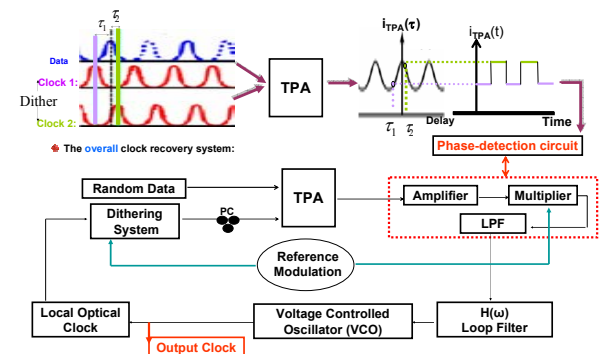 τ₁ τ₂
i_TPA(τ)
i_TPA(t)
Data
Clock 1:
Dither
Clock 2:
TPA
τ₁ τ₂
Delay
Time
Phase-detection circuit
The overall clock recovery system:
Random Data
Dithering
System
PC
TPA
Amplifier
Multiplier
LPF
Reference
Modulation
Local Optical
Clock
Voltage Controlled
Oscillator (VCO)
H(ω)
Loop Filter
Output Clock